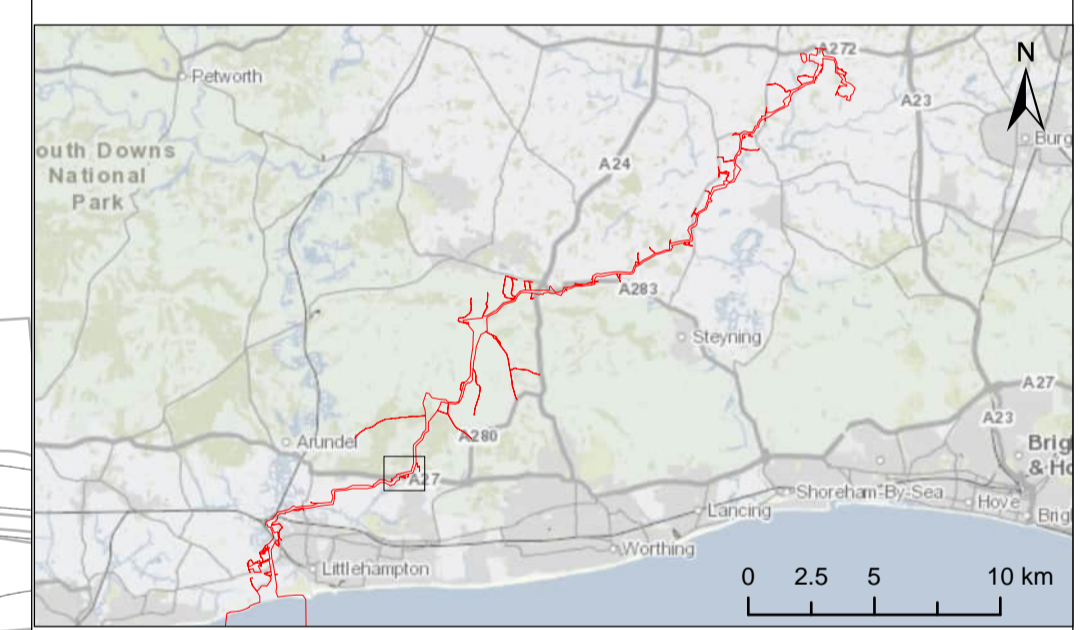 A272
N
Petworth
A23
Burg
outh Downs
National
Park
A24
A283
Steyning
A27
A23
Arundel
A280
Brig
& Ho
A27
Shoreham-By-Sea
Hove
Brig
Lancing
Worthing
Littlehampton
0 2.5 5 10 km